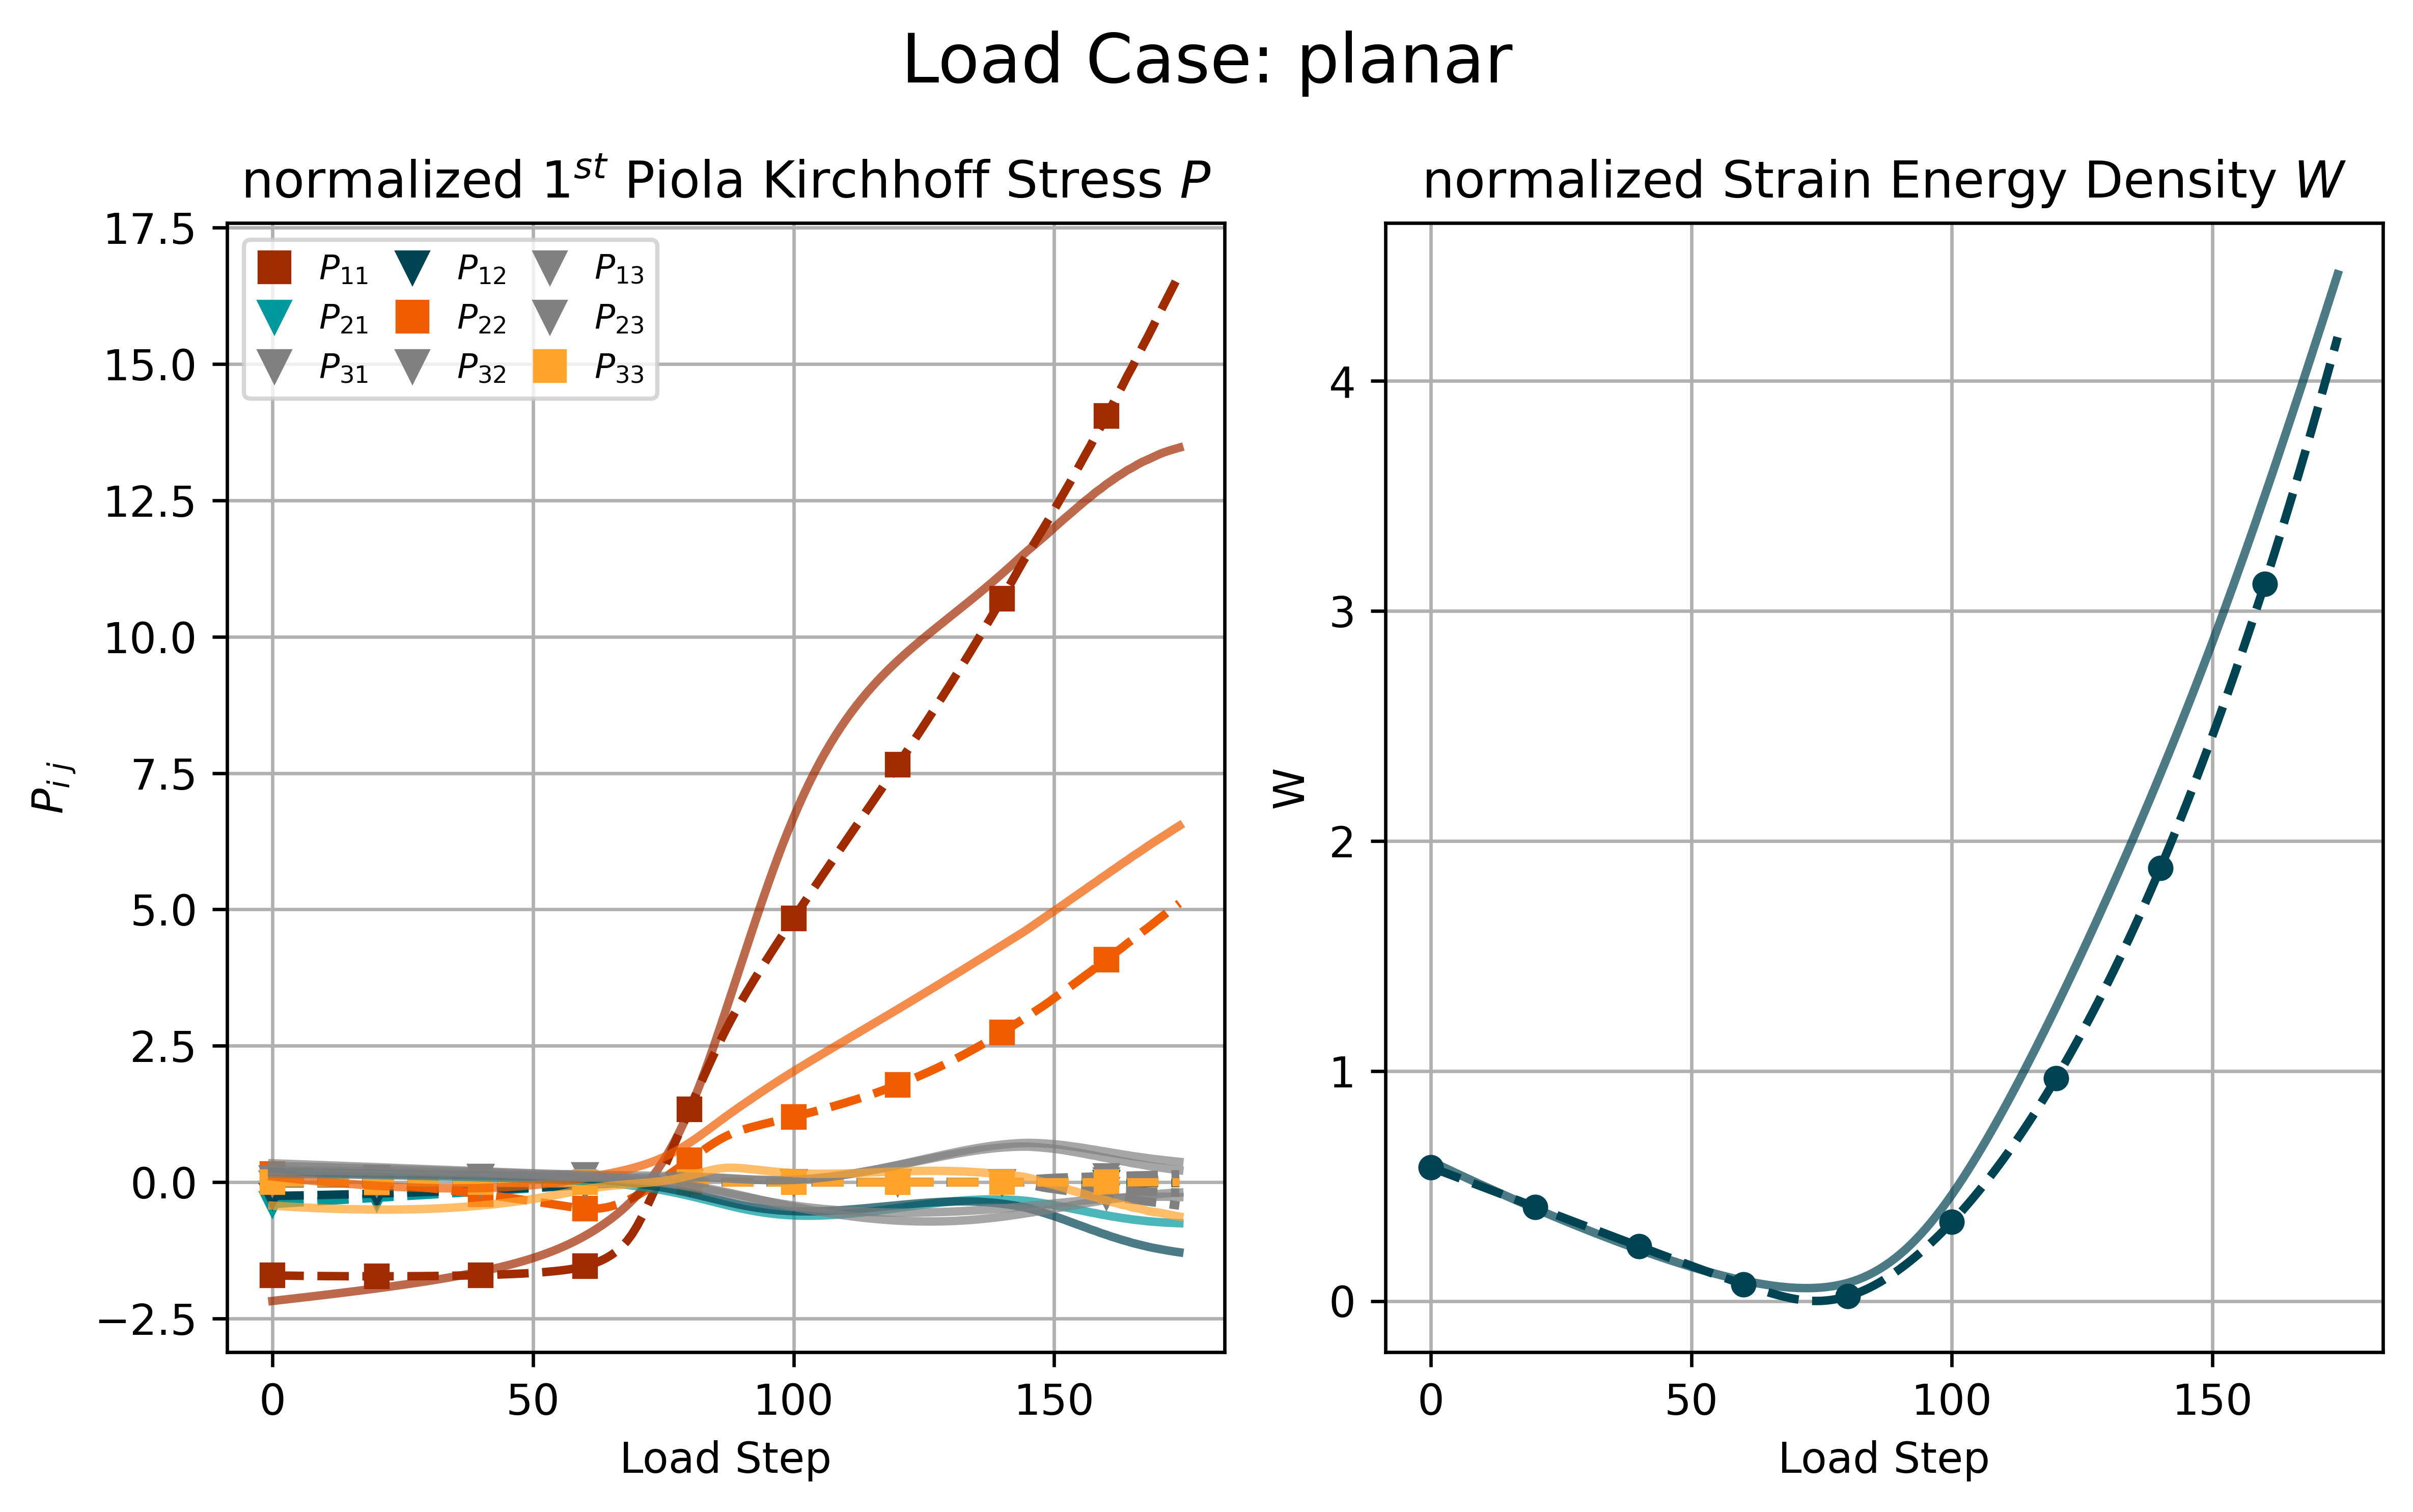 Load Case: planar
normalized 1st Piola Kirchhoff Stress P
normalized Strain Energy Density W
17.5
15.0
12.5
10.0
7.5
5.0
2.5
0.0
−2.5
P11 P12 P13
P21 P22 P23
P31 P32 P33
Pi j
0 50 100 150
Load Step
4
3
2
1
0
W
0 50 100 150
Load Step